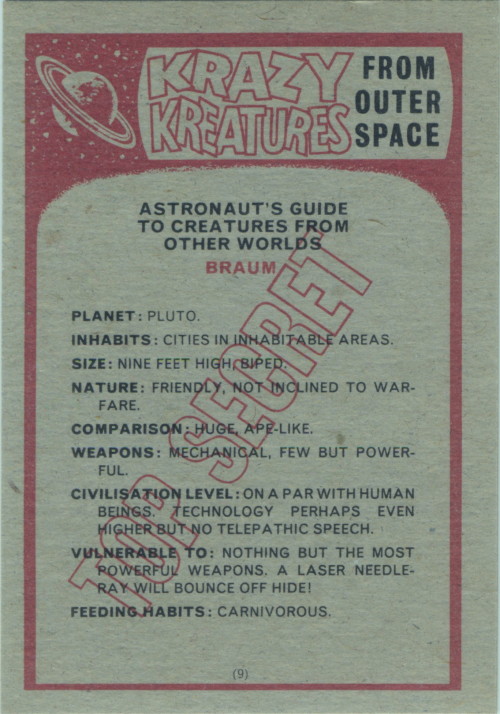 KRAZY
KREATURES
FROM
OUTER
SPACE
ASTRONAUT'S GUIDE
TO CREATURES FROM
OTHER WORLDS
BRAUM
PLANET: PLUTO.
INHABITS: CITIES IN INHABITABLE AREAS.
SIZE: NINE FEET HIGH, BIPED.
NATURE: FRIENDLY, NOT INCLINED TO WAR-
FARE.
COMPARISON: HUGE, APE-LIKE.
WEAPONS: MECHANICAL, FEW BUT POWER-
FUL.
CIVILISATION LEVEL: ON A PAR WITH HUMAN
BEINGS. TECHNOLOGY PERHAPS EVEN
HIGHER BUT NO TELEPATHIC SPEECH.
VULNERABLE TO: NOTHING BUT THE MOST
POWERFUL WEAPONS. A LASER NEEDLE-
RAY WILL BOUNCE OFF HIDE!
FEEDING HABITS: CARNIVOROUS.
TOP SECRET
(9)